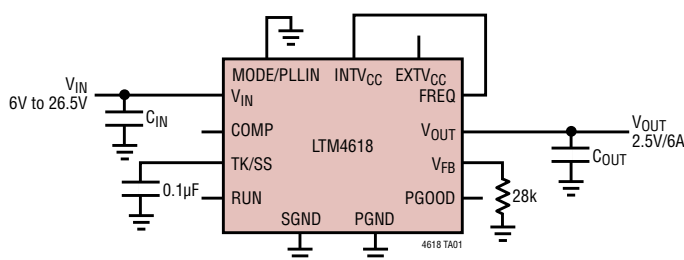 MODE/PLLIN INTVCC EXTVCC
VIN
6V to 26.5V
VIN
FREQ
CIN
COMP
LTM4618
VOUT
VOUT
2.5V/6A
COUT
TK/SS
VFB
0.1µF
28k
RUN
PGOOD
SGND PGND
4618 TA01